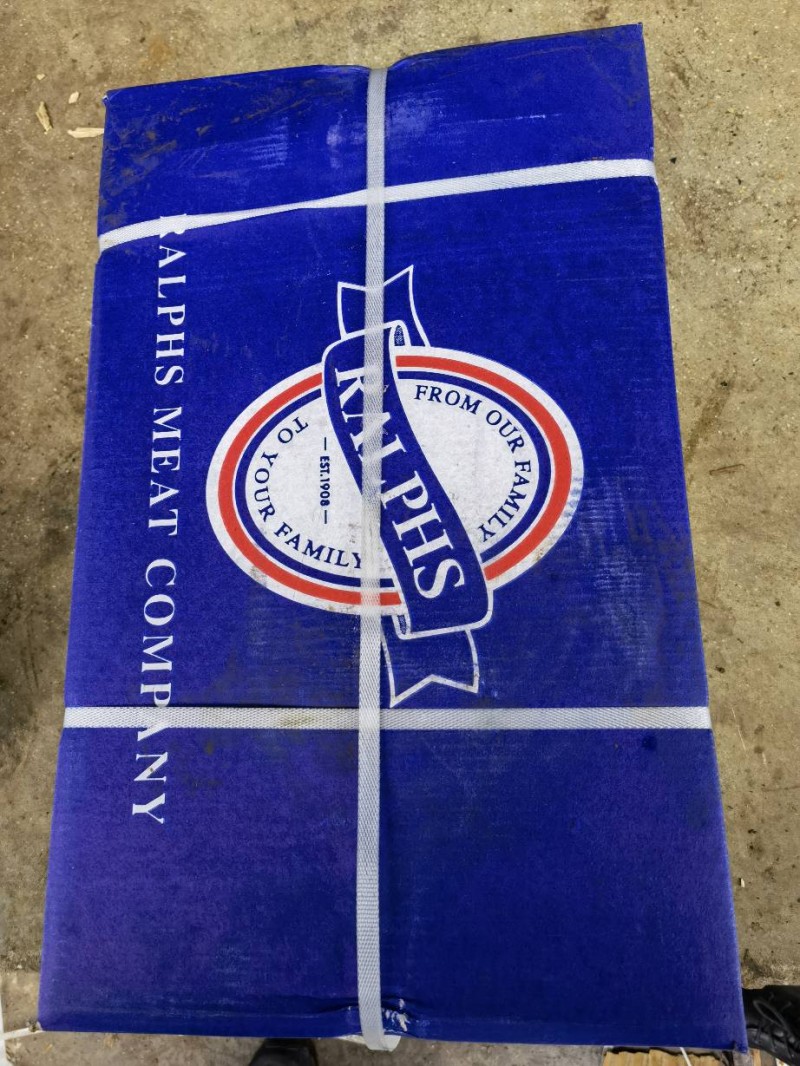 RALPHS MEAT COMPANY
RALPHS
FROM OUR FAMILY
TO YOUR FAMILY
— EST. 1908 —